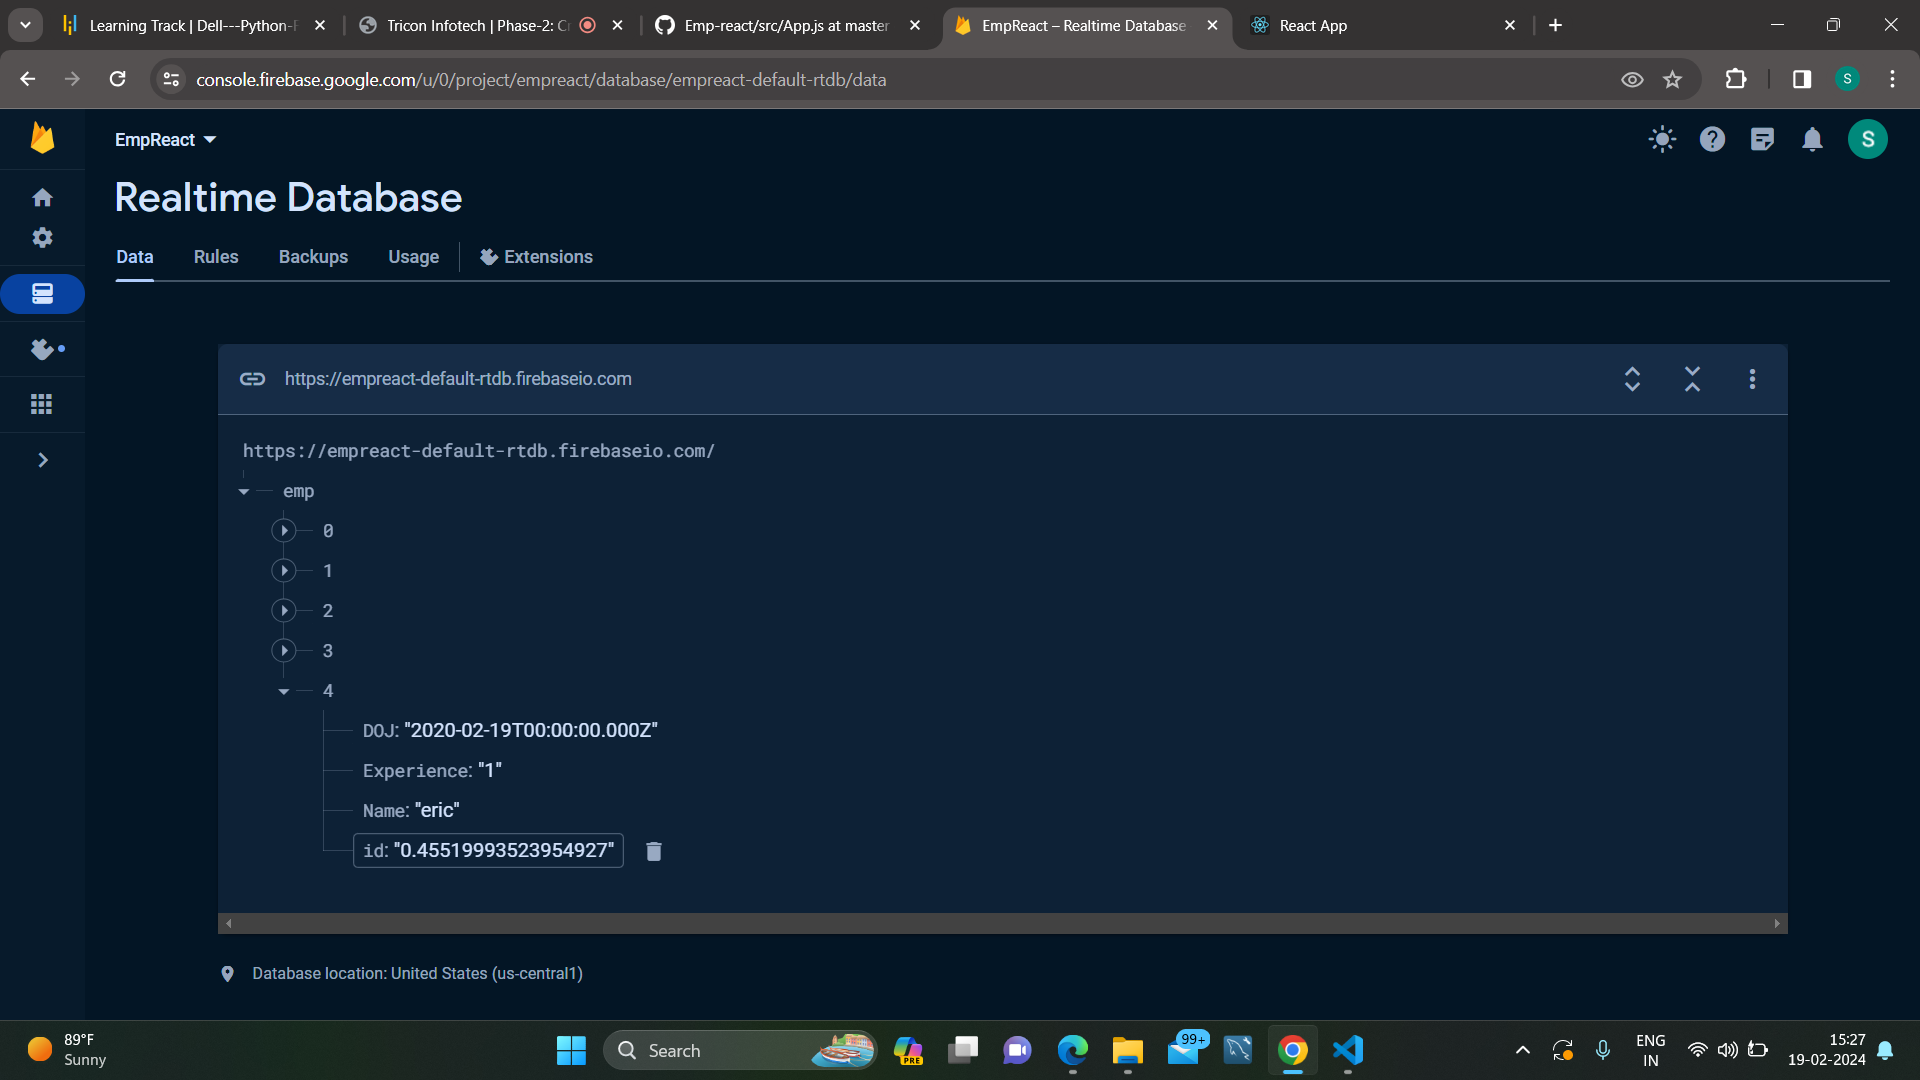 Learning Track | Dell---Python-F
Tricon Infotech | Phase-2: Cr
Emp-react/src/App.js at master
EmpReact – Realtime Database
React App
console.firebase.google.com/u/0/project/empreact/database/empreact-default-rtdb/data
S
EmpReact
S
Realtime Database
Data
Rules
Backups
Usage
Extensions
https://empreact-default-rtdb.firebaseio.com
https://empreact-default-rtdb.firebaseio.com/
emp
0
1
2
3
4
DOJ: "2020-02-19T00:00:00.000Z"
Experience: "1"
Name: "eric"
id: "0.45519993523954927"
Database location: United States (us-central1)
89°F
Sunny
Search
PRE
99+
ENG
IN
15:27
19-02-2024